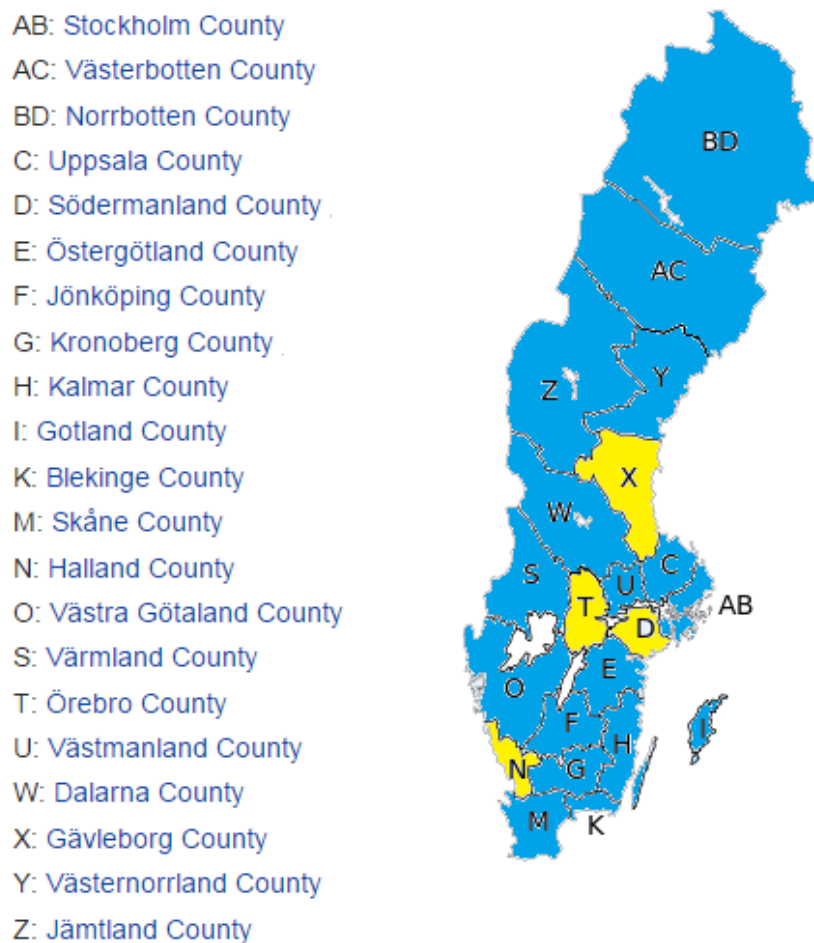 AB: Stockholm County
AC: Västerbotten County
BD: Norrbotten County
C: Uppsala County
D: Södermanland County
E: Östergötland County
F: Jönköping County
G: Kronoberg County
H: Kalmar County
I: Gotland County
K: Blekinge County
M: Skåne County
N: Halland County
O: Västra Götaland County
S: Värmland County
T: Örebro County
U: Västmanland County
W: Dalarna County
X: Gävleborg County
Y: Västernorrland County
Z: Jämtland County
BD
AC
Y
Z
X
W
C
S
U
AB
T
D
E
O
F
I
H
N
G
M
K